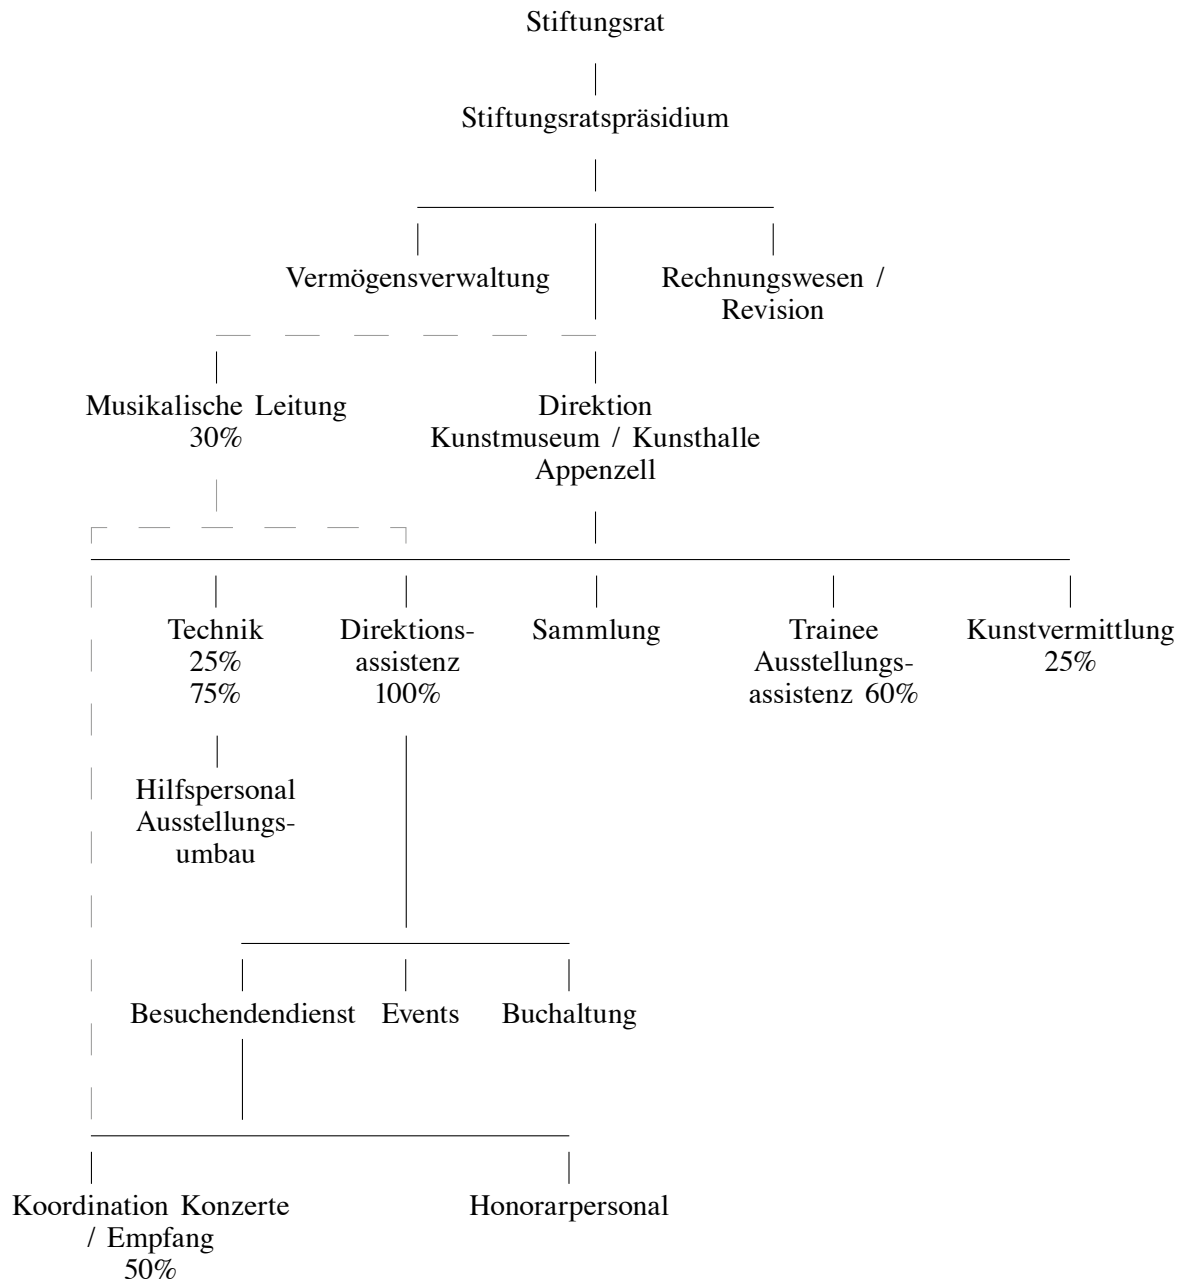 Stiftungsrat
Stiftungsratspräsidium
Vermögensverwaltung
Rechnungswesen /
Revision
Musikalische Leitung
30%
Direktion
Kunstmuseum / Kunsthalle
Appenzell
Technik
25%
75%
Direktions-
assistenz
100%
Sammlung
Trainee
Ausstellungs-
assistenz 60%
Kunstvermittlung
25%
Hilfspersonal
Ausstellungs-
umbau
Besuchendendienst
Events
Buchaltung
Koordination Konzerte
/ Empfang
50%
Honorarpersonal